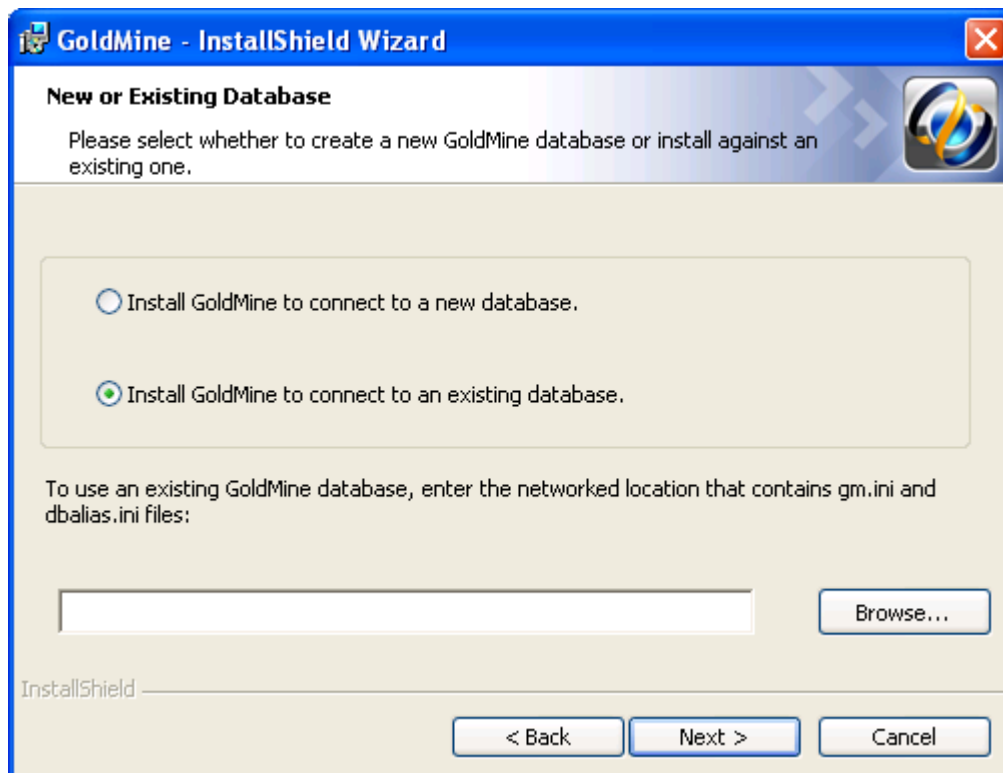 GoldMine - InstallShield Wizard
New or Existing Database
Please select whether to create a new GoldMine database or install against an
existing one.
Install GoldMine to connect to a new database.
Install GoldMine to connect to an existing database.
To use an existing GoldMine database, enter the networked location that contains gm.ini and
dbalias.ini files:
Browse...
InstallShield
< Back
Next >
Cancel